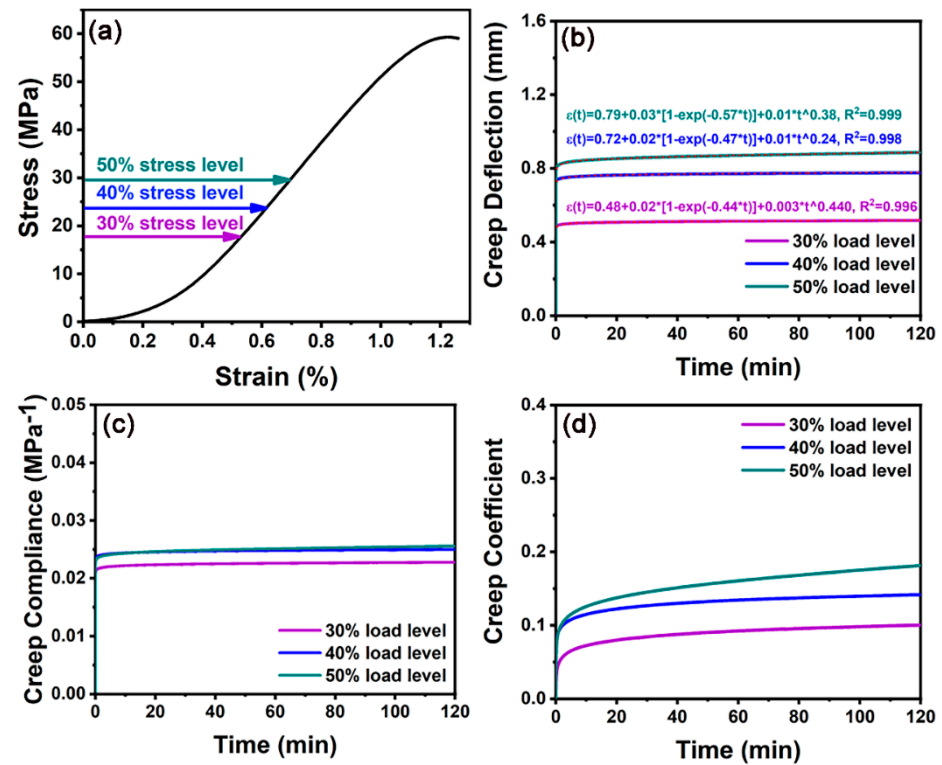 (a)
Stress (MPa)
60
50
40
30
20
10
0
50% stress level
40% stress level
30% stress level
0.0 0.2 0.4 0.6 0.8 1.0 1.2
Strain (%)
(b)
Creep Deflection (mm)
1.6
1.2
0.8
0.4
0.0
ε(t)=0.79+0.03*[1-exp(-0.57*t)]+0.01*t^0.38, R²=0.999
ε(t)=0.72+0.02*[1-exp(-0.47*t)]+0.01*t^0.24, R²=0.998
ε(t)=0.48+0.02*[1-exp(-0.44*t)]+0.003*t^0.440, R²=0.996
30% load level
40% load level
50% load level
0 20 40 60 80 100 120
Time (min)
(c)
Creep Compliance (MPa⁻¹)
0.05
0.04
0.03
0.02
0.01
0.00
30% load level
40% load level
50% load level
0 20 40 60 80 100 120
Time (min)
(d)
Creep Coefficient
0.4
0.3
0.2
0.1
0.0
30% load level
40% load level
50% load level
0 20 40 60 80 100 120
Time (min)